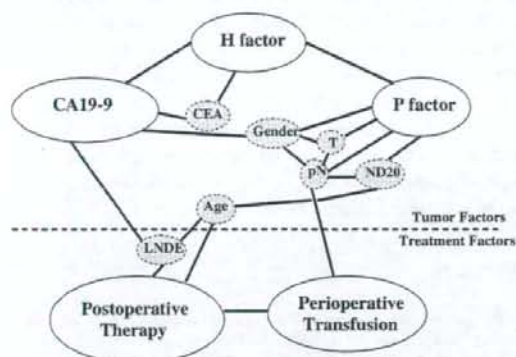 H factor
CA19-9
P factor
CEA
Gender
T
pN
ND20
Age
Tumor Factors
LNDE
Treatment Factors
Postoperative
Therapy
Perioperative
Transfusion